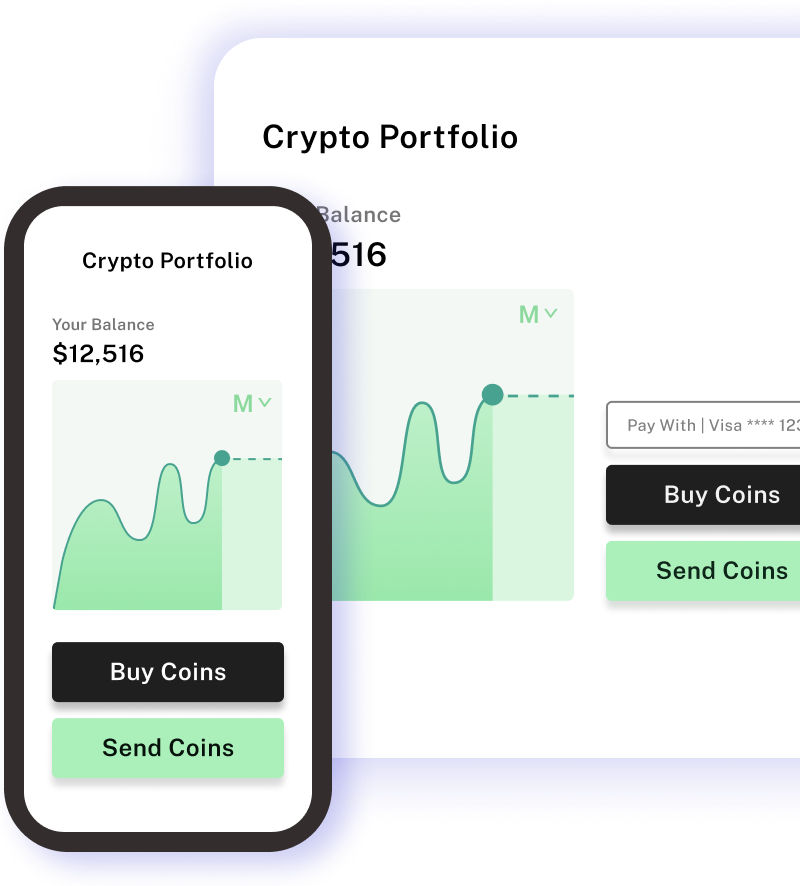 Crypto Portfolio
Balance
516
M
Pay With | Visa **** 123
Buy Coins
Send Coins
Crypto Portfolio
Your Balance
$12,516
M
Buy Coins
Send Coins